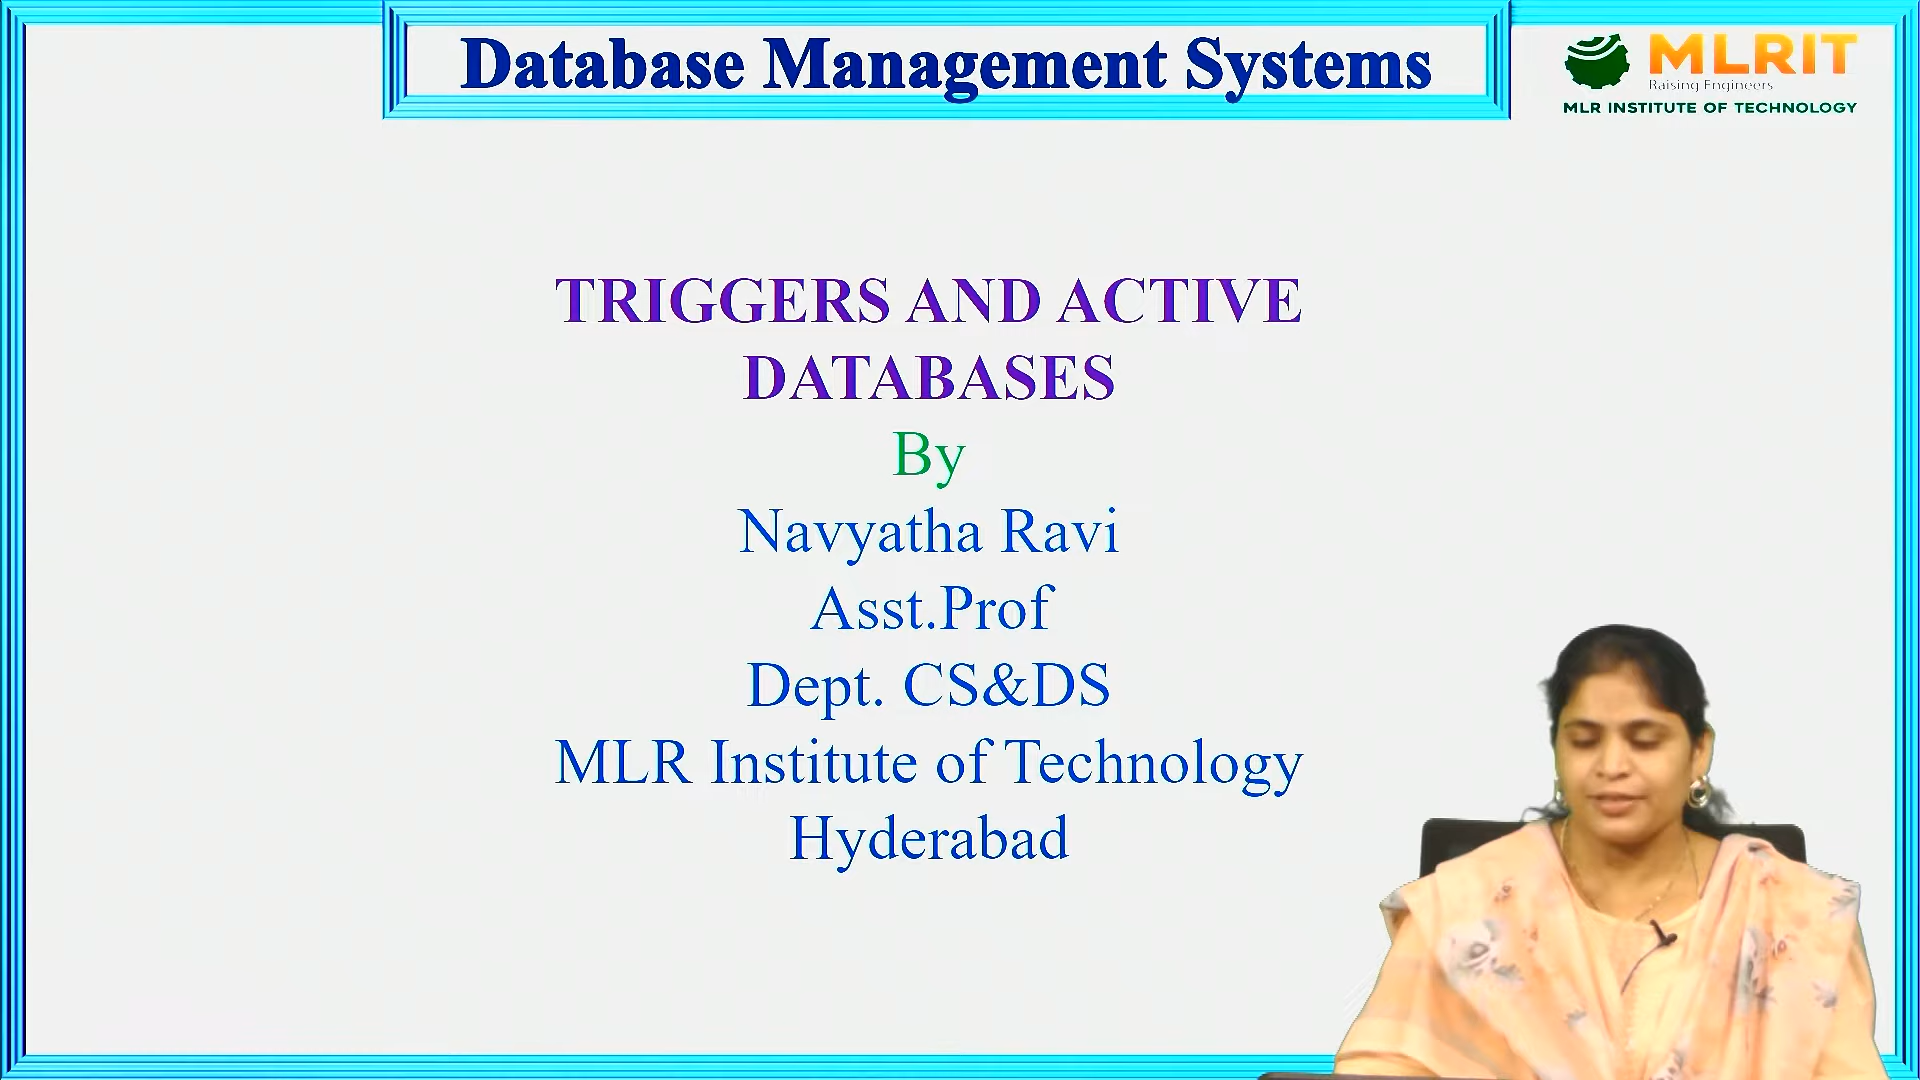 Database Management Systems
MLRIT
Raising Engineers
MLR INSTITUTE OF TECHNOLOGY
TRIGGERS AND ACTIVE
DATABASES
By
Navyatha Ravi
Asst.Prof
Dept. CS&DS
MLR Institute of Technology
Hyderabad